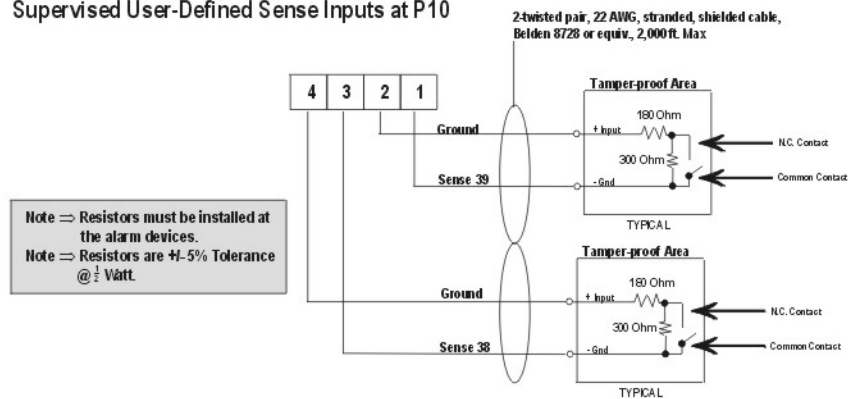 Supervised User-Defined Sense Inputs at P10
2-twisted pair, 22 AWG, stranded, shielded cable,
Belden 8728 or equiv., 2,000ft. Max
4 3 2 1
Ground
Sense 39
Tamper-proof Area
180 Ohm
+ Input
300 Ohm
- Gnd
N.C. Contact
Common Contact
TYPICAL
Note ⇒ Resistors must be installed at
the alarm devices.
Note ⇒ Resistors are +/-5% Tolerance
@ ½ Watt.
Ground
Sense 38
Tamper-proof Area
180 Ohm
+ Input
300 Ohm
- Gnd
N.C. Contact
Common Contact
TYPICAL